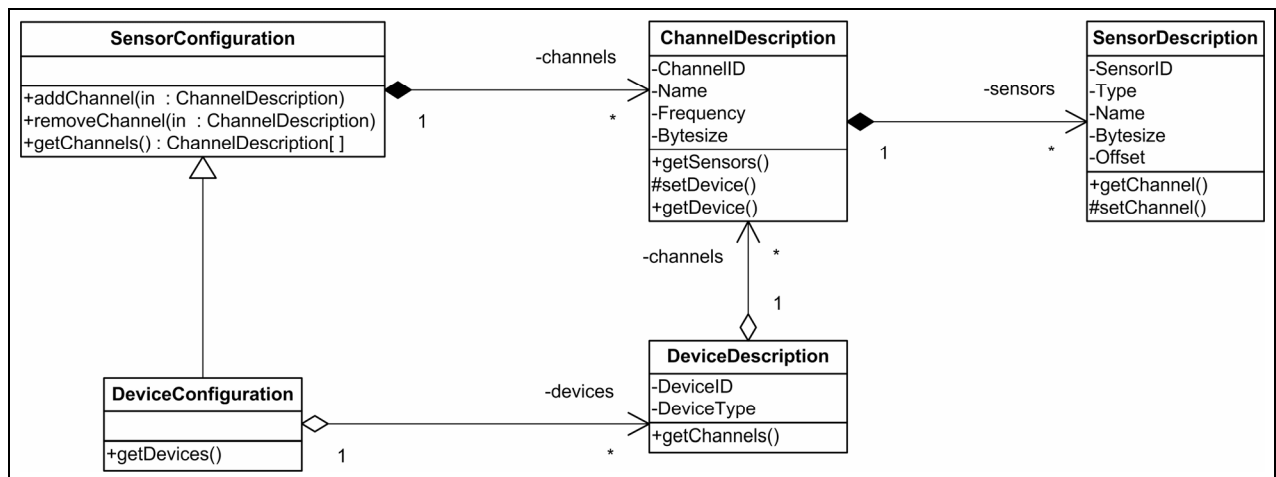 SensorConfiguration
+addChannel(in : ChannelDescription)
+removeChannel(in : ChannelDescription)
+getChannels() : ChannelDescription[ ]
-channels
1
*
ChannelDescription
-ChannelID
-Name
-Frequency
-Bytesize
+getSensors()
#setDevice()
+getDevice()
-sensors
1
*
SensorDescription
-SensorID
-Type
-Name
-Bytesize
-Offset
+getChannel()
#setChannel()
-channels
*
1
DeviceConfiguration
+getDevices()
-devices
1
*
DeviceDescription
-DeviceID
-DeviceType
+getChannels()